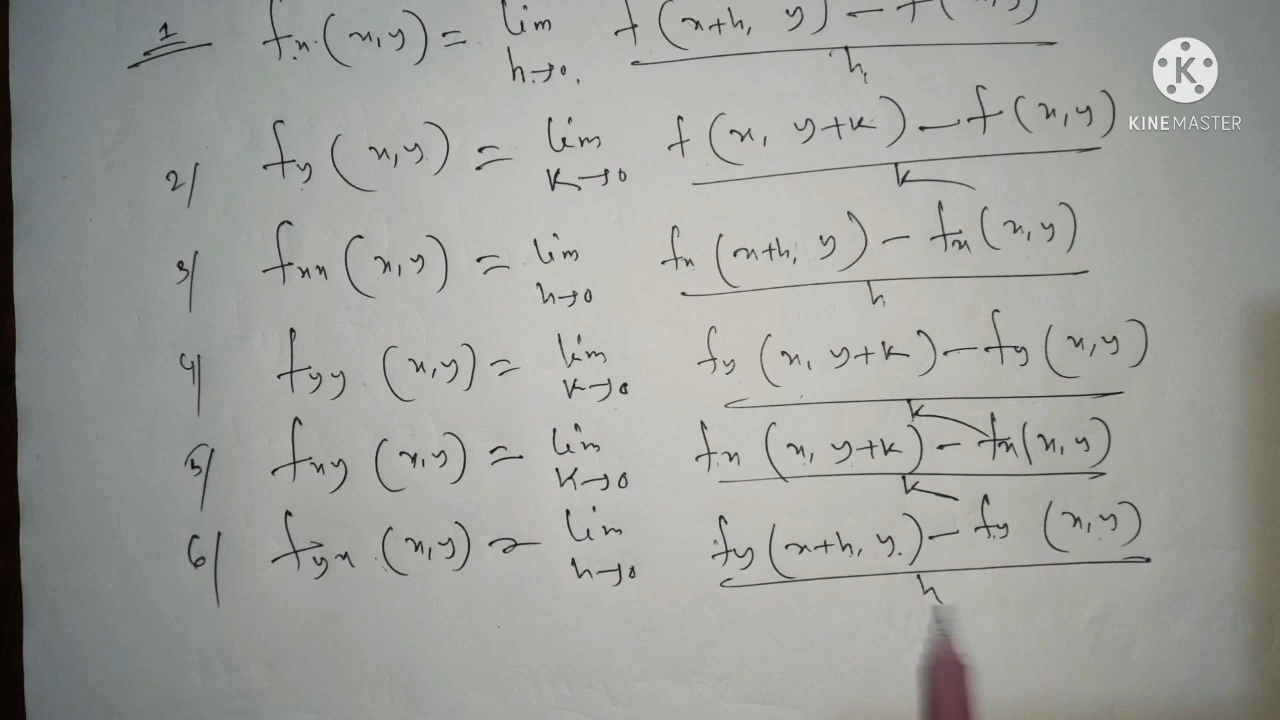 1 fx(x,y) = lim h→0. f(x+h, y) - f(x,y) / h
KINEMASTER
2/ fy(x,y) = lim k→0 f(x, y+k) - f(x,y) / k
3/ fxx(x,y) = lim h→0 fx(x+h, y) - fx(x,y) / h
4/ fyy(x,y) = lim k→0 fy(x, y+k) - fy(x,y) / k
5/ fxy(x,y) = lim k→0 fx(x, y+k) - fx(x,y) / k
6/ fyx(x,y) = lim h→0 fy(x+h, y) - fy(x,y) / h